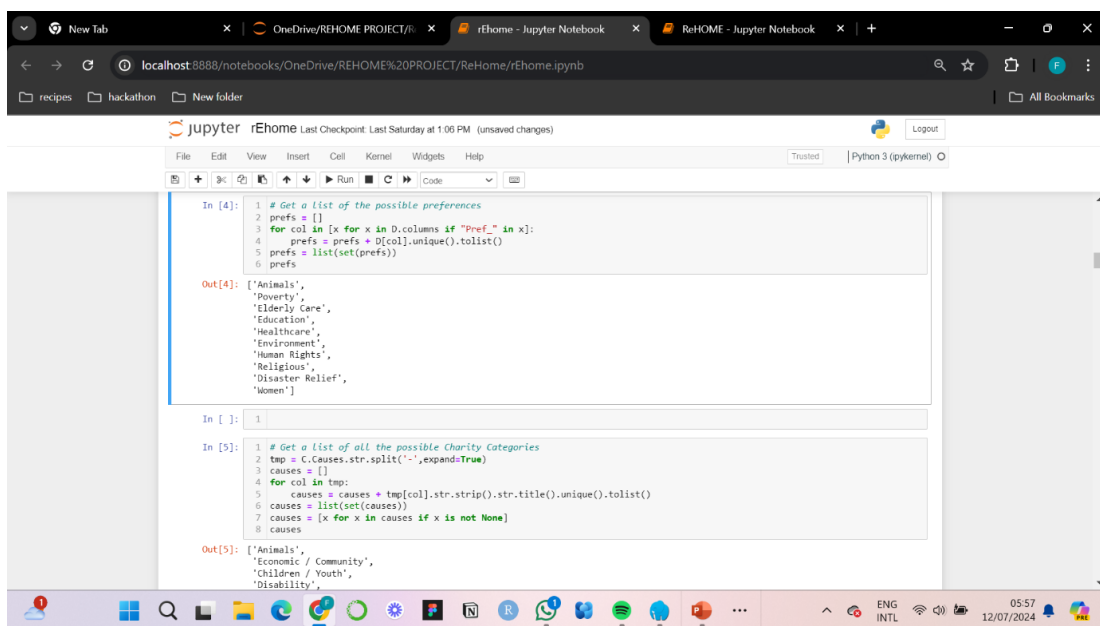 New Tab
OneDrive/REHOME PROJECT/R
rEhome - Jupyter Notebook
ReHOME - Jupyter Notebook
localhost:8888/notebooks/OneDrive/REHOME%20PROJECT/ReHome/rEhome.ipynb
F
recipes
hackathon
New folder
All Bookmarks
jupyter rEhome Last Checkpoint: Last Saturday at 1:06 PM (unsaved changes)
Logout
File Edit View Insert Cell Kernel Widgets Help
Trusted
Python 3 (ipykernel)
Run
Code
In [4]:
1 # Get a list of the possible preferences
2 prefs = []
3 for col in [x for x in D.columns if "Pref_" in x]:
4     prefs = prefs + D[col].unique().tolist()
5 prefs = list(set(prefs))
6 prefs
Out[4]: ['Animals',
'Poverty',
'Elderly Care',
'Education',
'Healthcare',
'Environment',
'Human Rights',
'Religious',
'Disaster Relief',
'Women']
In [ ]: 1
In [5]:
1 # Get a list of all the possible Charity Categories
2 tmp = C.Causes.str.split('-',expand=True)
3 causes = []
4 for col in tmp:
5     causes = causes + tmp[col].str.strip().str.title().unique().tolist()
6 causes = list(set(causes))
7 causes = [x for x in causes if x is not None]
8 causes
Out[5]: ['Animals',
'Economic / Community',
'Children / Youth',
'Disability',
1
N
R
9
P
PRE
ENG
INTL
05:57
12/07/2024